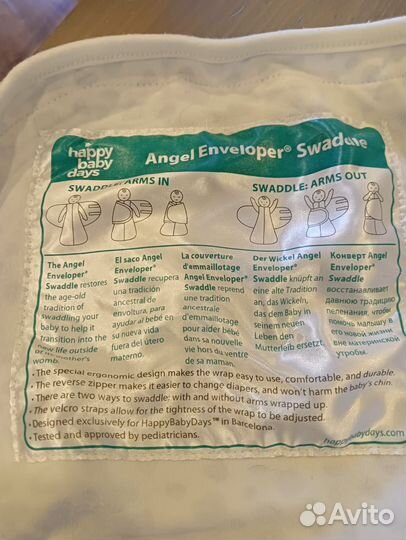 happy
baby
days
Angel Enveloper® Swaddle
SWADDLE: ARMS IN
SWADDLE: ARMS OUT
The Angel
Enveloper®
Swaddle restores
the age-old
tradition of
swaddling your
baby to help it
transition into the
new life outside
womb.
El saco Angel
Enveloper®
Swaddle recupera
una tradición
ancestral de
envoltura, para
ayudar al bebé en
su nueva vida
fuera del útero
materno.
La couverture
d'emmaillotage
Angel Enveloper®
Swaddle reprend
une tradition
ancestrale
d'emmaillotage
pour aider bébé
dans sa nouvelle
vie hors du ventre
de sa maman.
Der Wickel Angel
Enveloper®
Swaddle knüpft an
eine alte Tradition
an, das Wickeln,
das dem Baby in
seinem neuen
Leben den
Mutterleib ersetzt.
Конверт Angel
Enveloper®
Swaddle
восстанавливает
давнюю традицию
пеленания, чтобы
помочь малышу в
его новой жизни
вне материнской
утробы.
• The special ergonomic design makes the wrap easy to use, comfortable, and durable.
• The reverse zipper makes it easier to change diapers, and won't harm the baby's chin.
• There are two ways to swaddle: with and without arms wrapped up.
• The velcro straps allow for the tightness of the wrap to be adjusted.
• Designed exclusively for HappyBabyDays™ in Barcelona.
• Tested and approved by pediatricians.
happybabydays.com
Avito